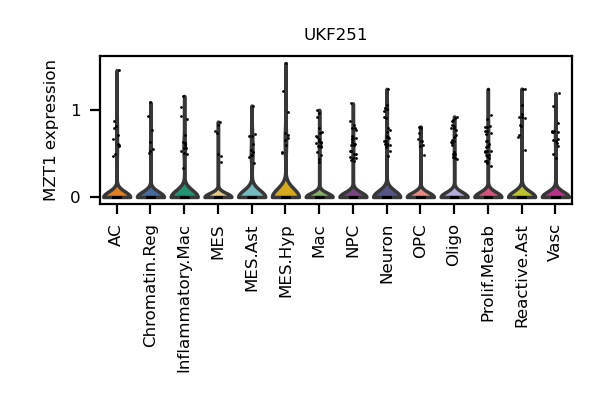 UKF251
MZT1 expression
1
0
AC
Chromatin.Reg
Inflammatory.Mac
MES
MES.Ast
MES.Hyp
Mac
NPC
Neuron
OPC
Oligo
Prolif.Metab
Reactive.Ast
Vasc